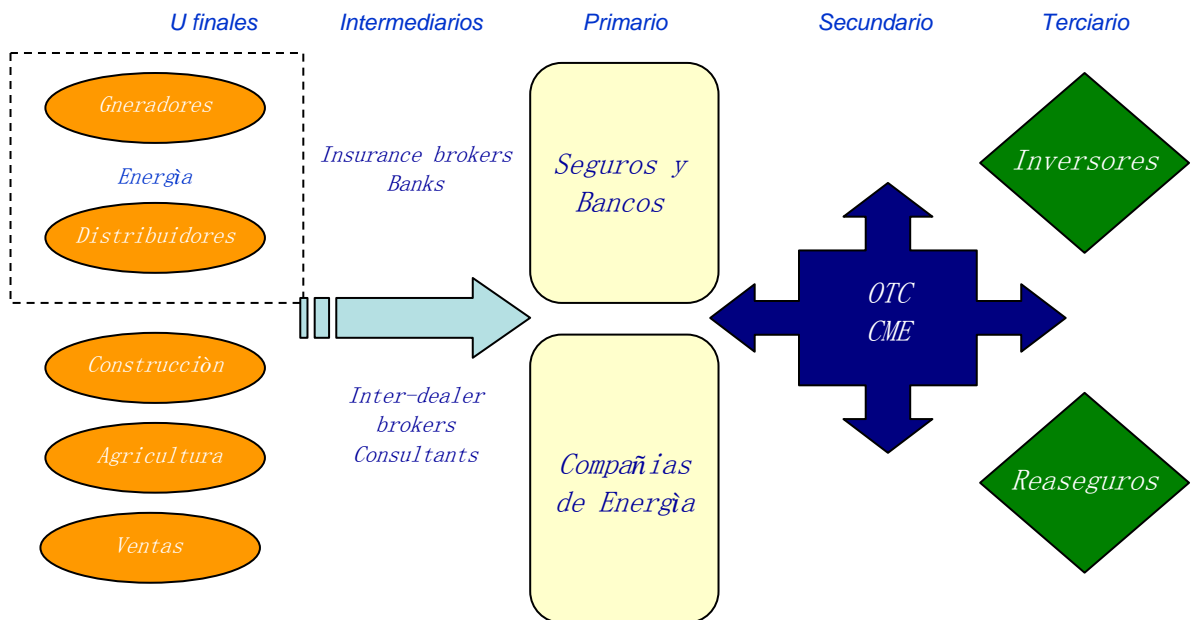 U finales
Intermediarios
Primario
Secundario
Terciario
Gneradores
Energìa
Distribuidores
Construcciòn
Agricultura
Ventas
Insurance brokers
Banks
Inter-dealer
brokers
Consultants
Seguros y
Bancos
Compañias
de Energìa
OTC
CME
Inversores
Reaseguros